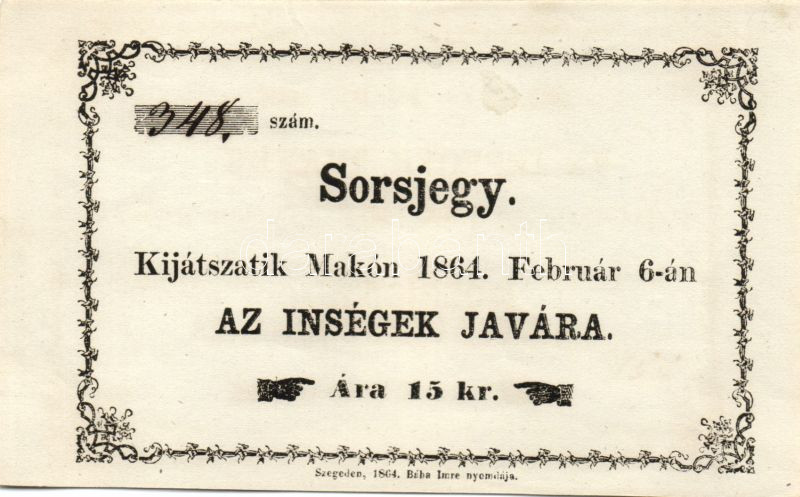 348. szám.
Sorsjegy.
Kijátszatik Makón 1864. Február 6-án
AZ INSÉGEK JAVÁRA.
Ára 15 kr.
Szegeden, 1864. Bába Imre nyomdája.